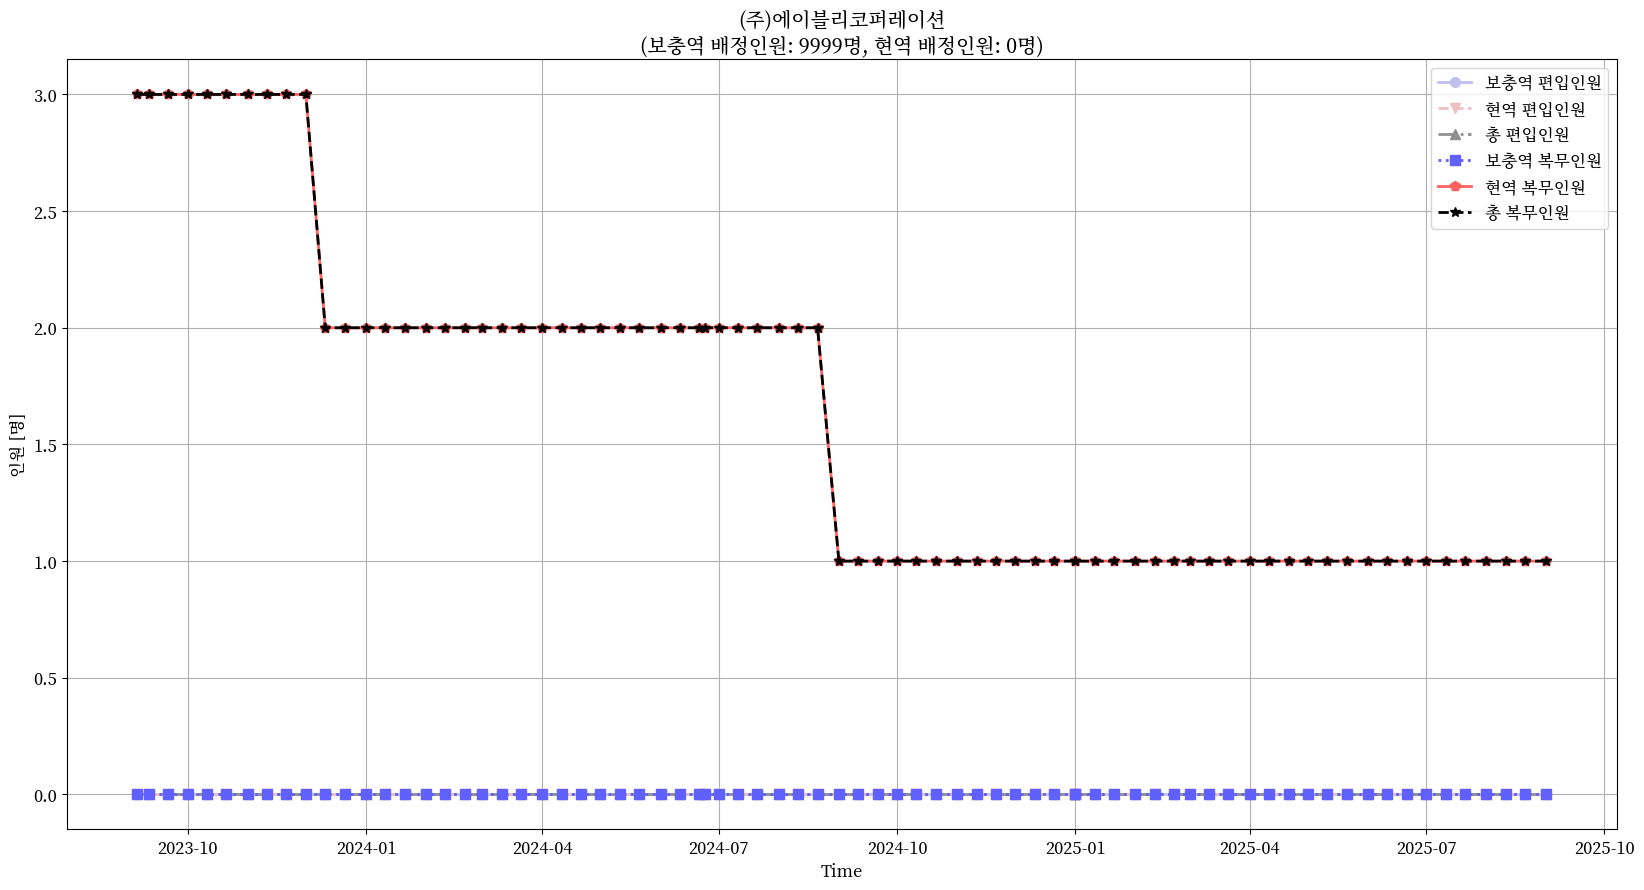 (주)에이블리코퍼레이션
(보충역 배정인원: 9999명, 현역 배정인원: 0명)
보충역 편입인원
현역 편입인원
총 편입인원
보충역 복무인원
현역 복무인원
총 복무인원
인원 [명]
3.0
2.5
2.0
1.5
1.0
0.5
0.0
2023-10
2024-01
2024-04
2024-07
2024-10
2025-01
2025-04
2025-07
2025-10
Time